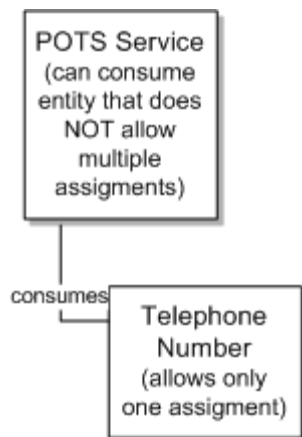 POTS Service
(can consume
entity that does
NOT allow
multiple
assigments)
consumes
Telephone
Number
(allows only
one assigment)